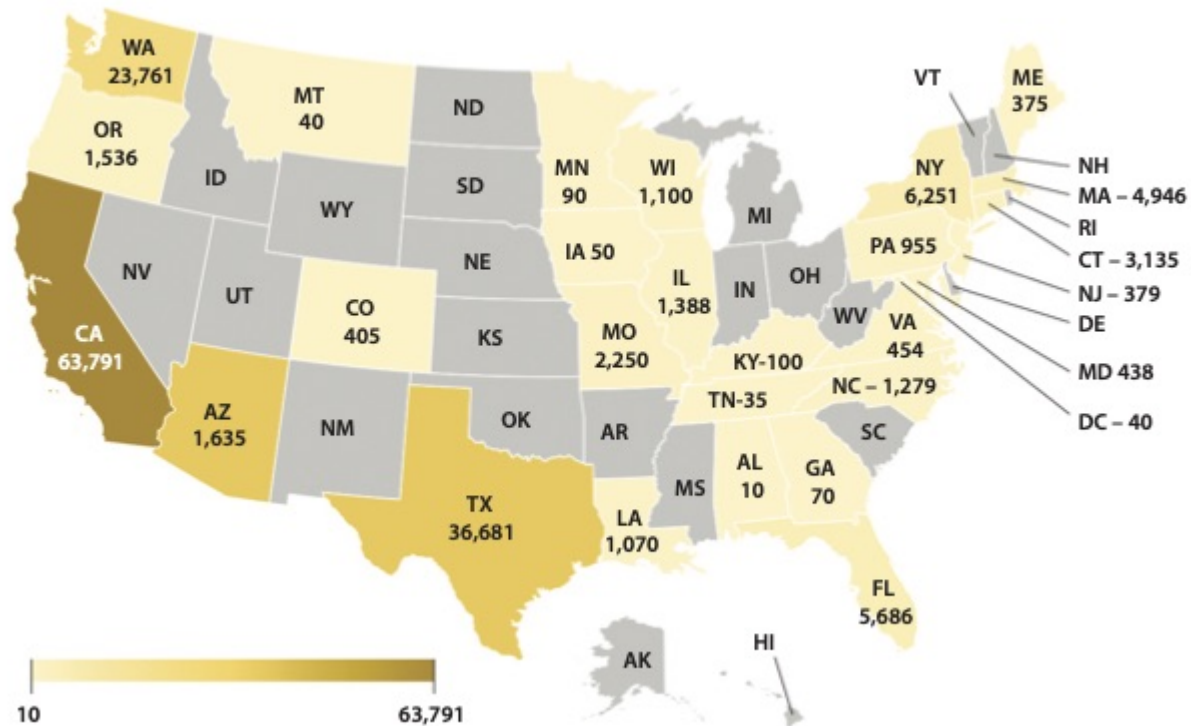 WA
23,761
OR
1,536
MT
40
ID
WY
ND
SD
NE
KS
OK
NV
UT
CO
405
CA
63,791
AZ
1,635
NM
TX
36,681
MN
90
WI
1,100
IA 50
IL
1,388
MO
2,250
AR
LA
1,070
MS
MI
IN
OH
KY-100
TN-35
AL
10
GA
70
FL
5,686
SC
NC – 1,279
VA
454
WV
PA 955
NY
6,251
VT
ME
375
NH
MA – 4,946
RI
CT – 3,135
NJ – 379
DE
MD 438
DC – 40
AK
HI
10
63,791